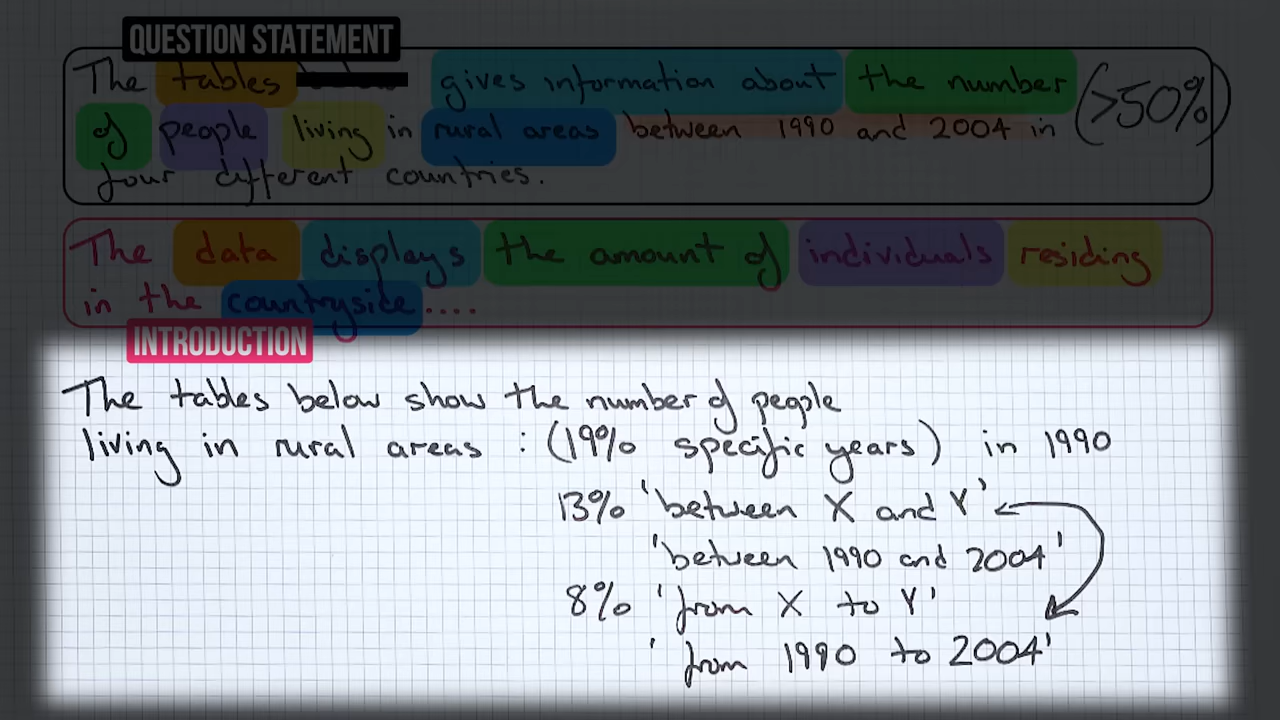 QUESTION STATEMENT
The tables gives information about the number
of people living in rural areas between 1990 and 2004 in (>50%)
four different countries.
The data displays the amount of individuals residing
in the countryside....
INTRODUCTION
The tables below show the number of people
living in rural areas : (19% specific years) in 1990
13% 'between X and Y'
'between 1990 and 2004'
8% 'from X to Y'
'from 1990 to 2004'